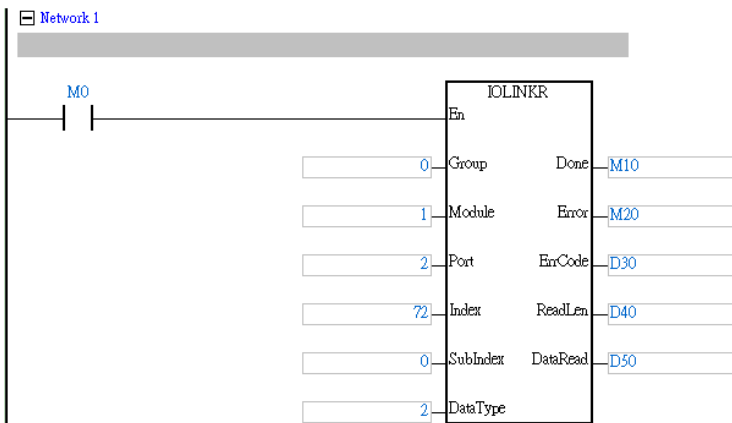 Network 1
M0
IOLINKR
En
0 Group Done M10
1 Module Error M20
2 Port ErrCode D30
72 Index ReadLen D40
0 SubIndex DataRead D50
2 DataType